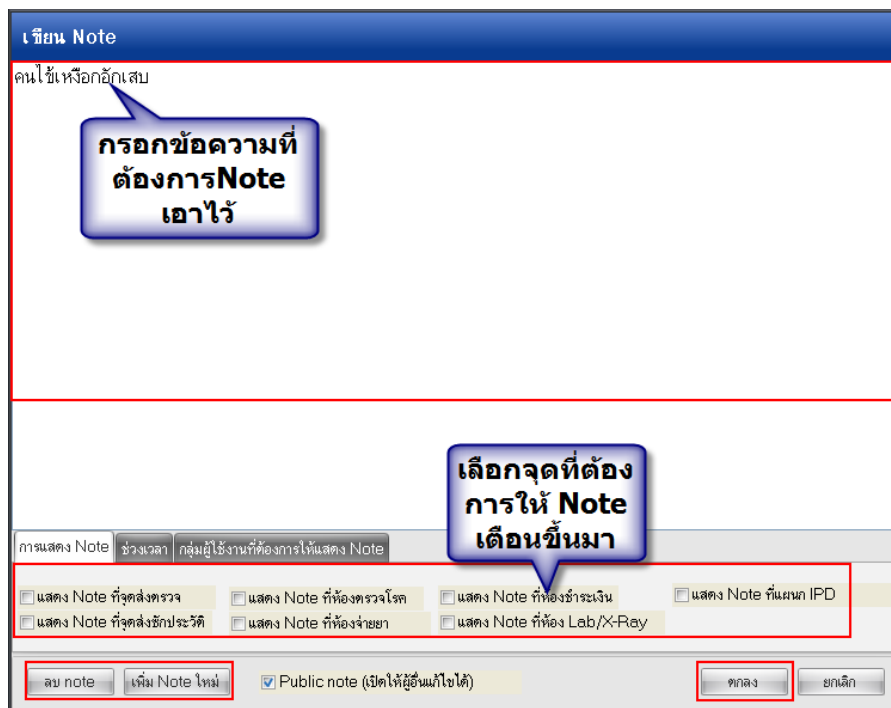 เขียน Note
คนไข้เหงือกอักเสบ
กรอกข้อความที่
ต้องการNote
เอาไว้
เลือกจุดที่ต้อง
การให้ Note
เตือนขึ้นมา
การแสดง Note ช่วงเวลา กลุ่มผู้ใช้งานที่ต้องการให้แสดง Note
แสดง Note ที่จุดส่งตรวจ แสดง Note ที่ห้องตรวจโรค แสดง Note ที่ห้องชำระเงิน แสดง Note ที่แผนก IPD
แสดง Note ที่จุดส่งซักประวัติ แสดง Note ที่ห้องจ่ายยา แสดง Note ที่ห้อง Lab/X-Ray
ลบ note เพิ่ม Note ใหม่ Public note (เปิดให้ผู้อื่นแก้ไขได้) ตกลง ยกเลิก